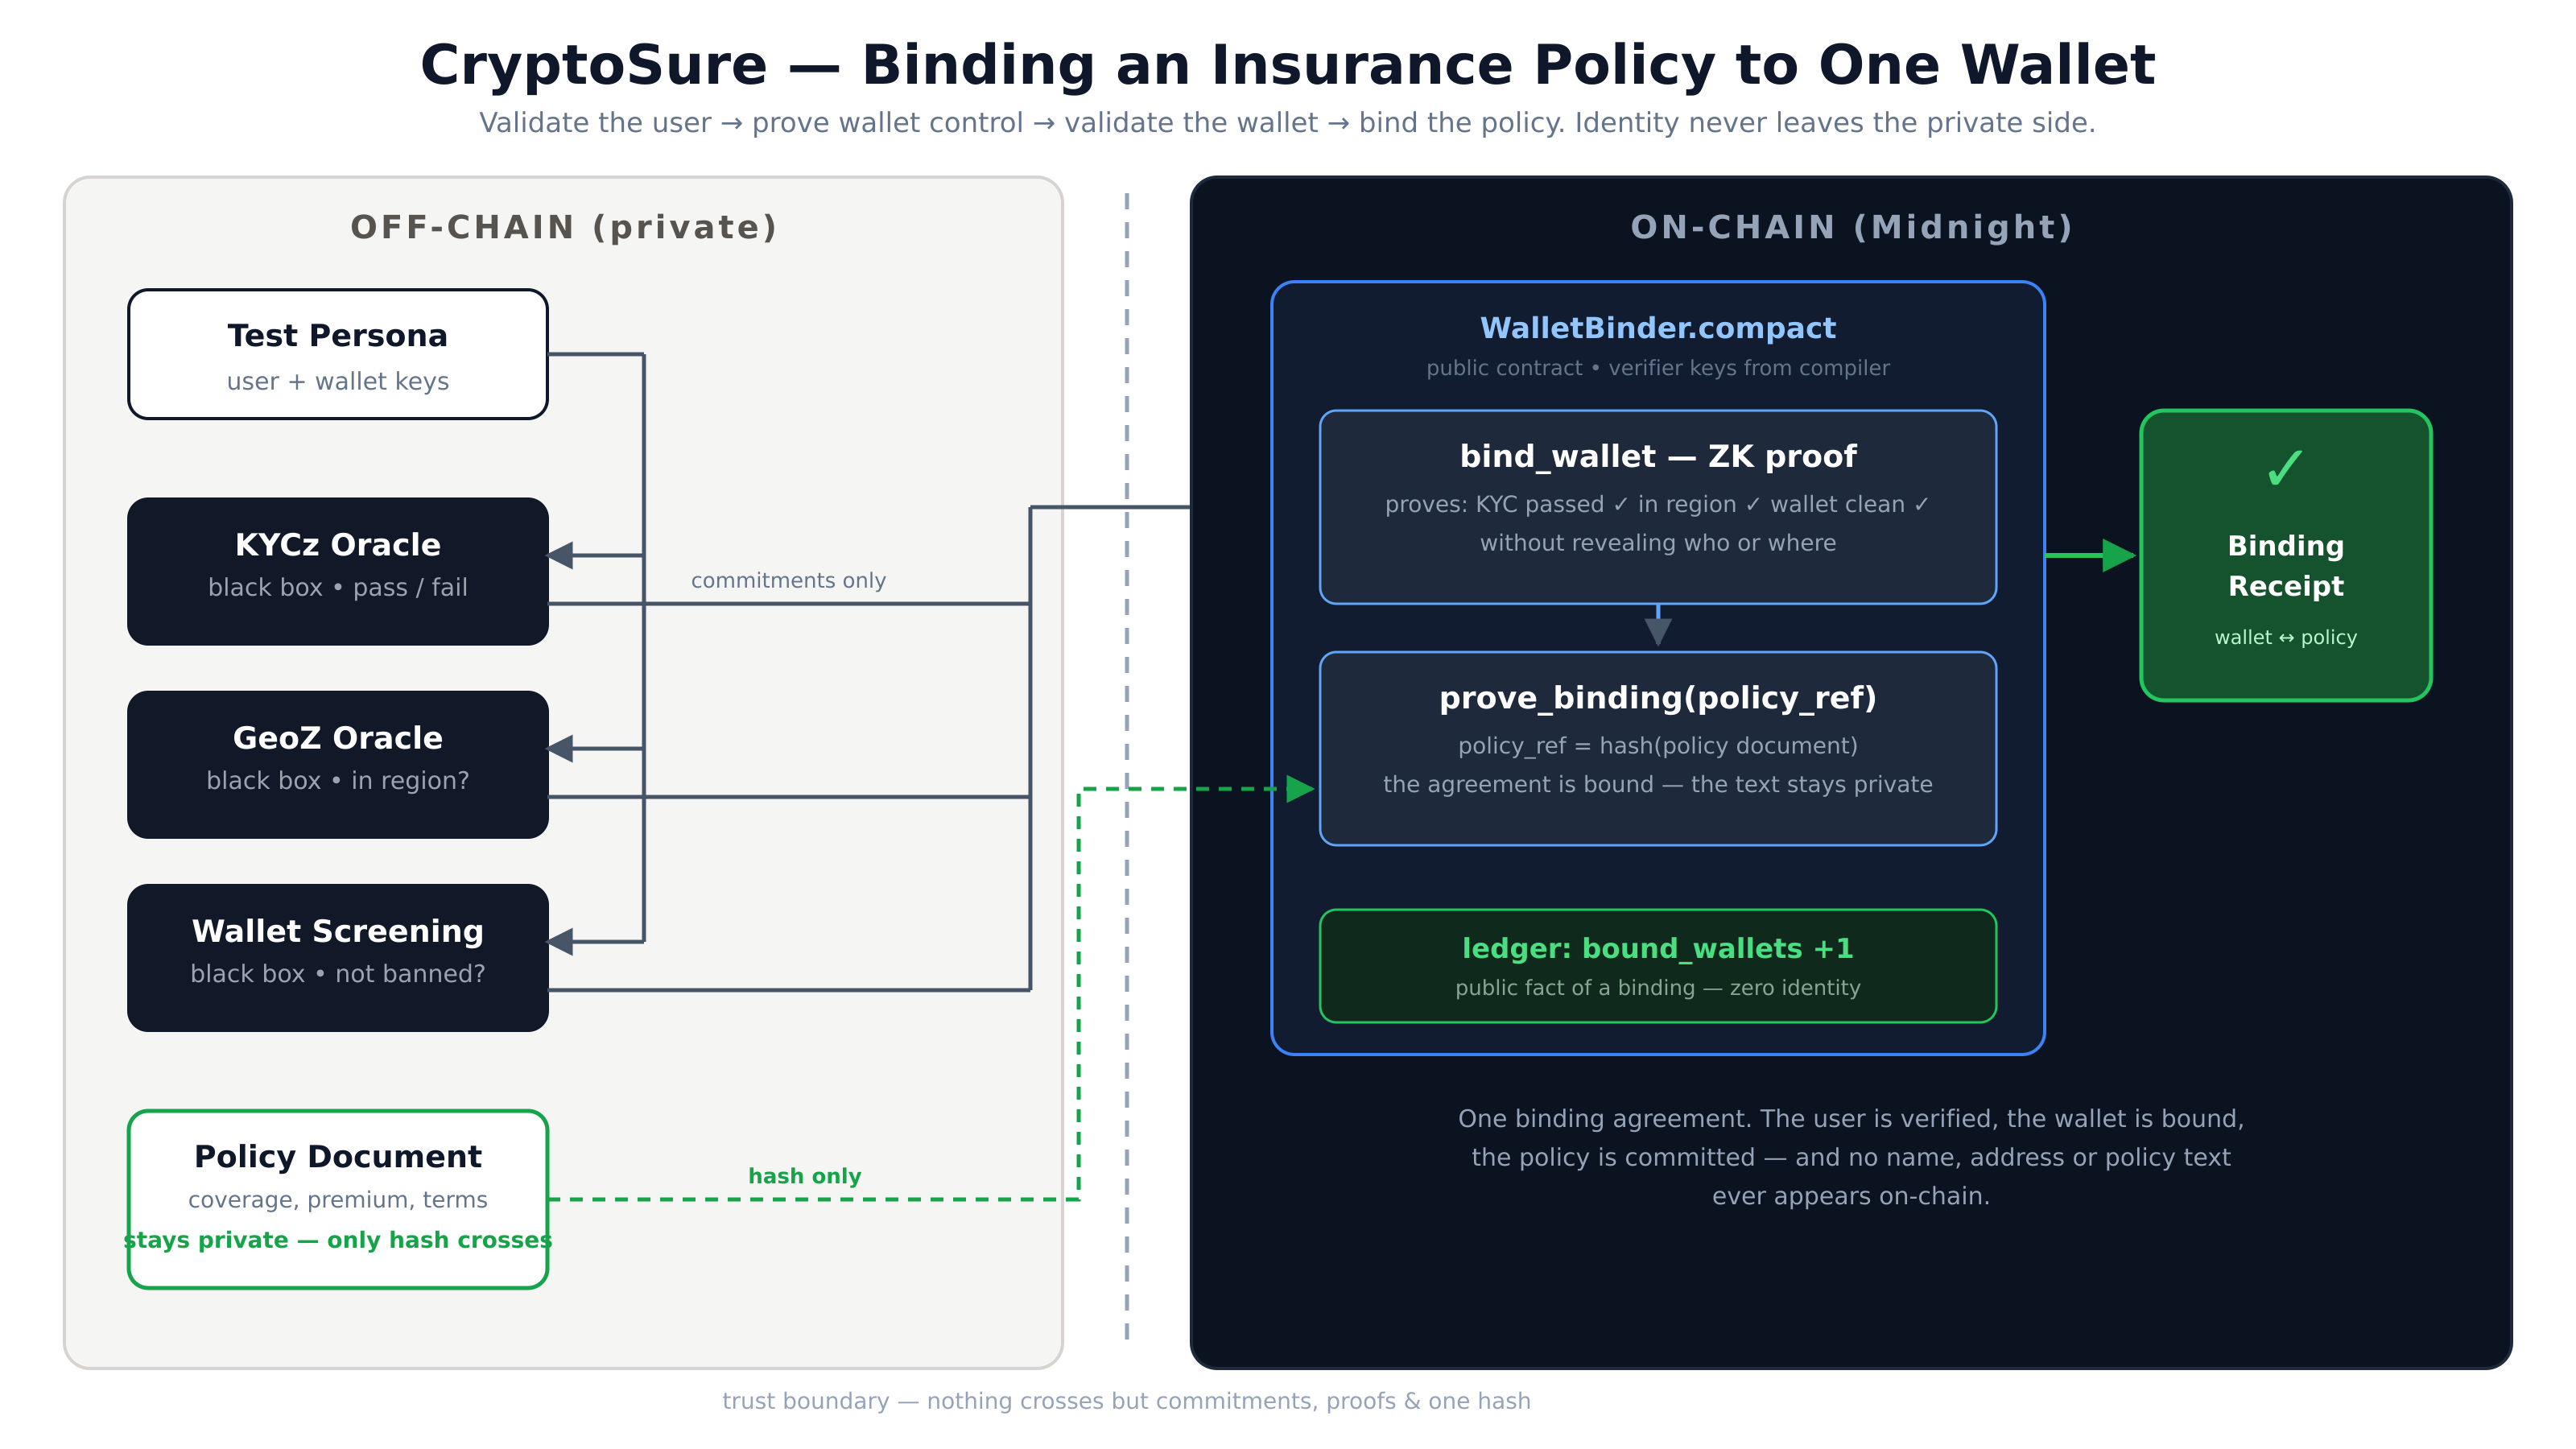 CryptoSure — Binding an Insurance Policy to One Wallet
Validate the user → prove wallet control → validate the wallet → bind the policy. Identity never leaves the private side.
OFF-CHAIN (private)
Test Persona
user + wallet keys
KYCz Oracle
black box • pass / fail
commitments only
GeoZ Oracle
black box • in region?
Wallet Screening
black box • not banned?
Policy Document
coverage, premium, terms
stays private — only hash crosses
hash only
ON-CHAIN (Midnight)
WalletBinder.compact
public contract • verifier keys from compiler
bind_wallet — ZK proof
proves: KYC passed ✓ in region ✓ wallet clean ✓
without revealing who or where
prove_binding(policy_ref)
policy_ref = hash(policy document)
the agreement is bound — the text stays private
ledger: bound_wallets +1
public fact of a binding — zero identity
✓
Binding
Receipt
wallet ↔ policy
One binding agreement. The user is verified, the wallet is bound,
the policy is committed — and no name, address or policy text
ever appears on-chain.
trust boundary — nothing crosses but commitments, proofs & one hash